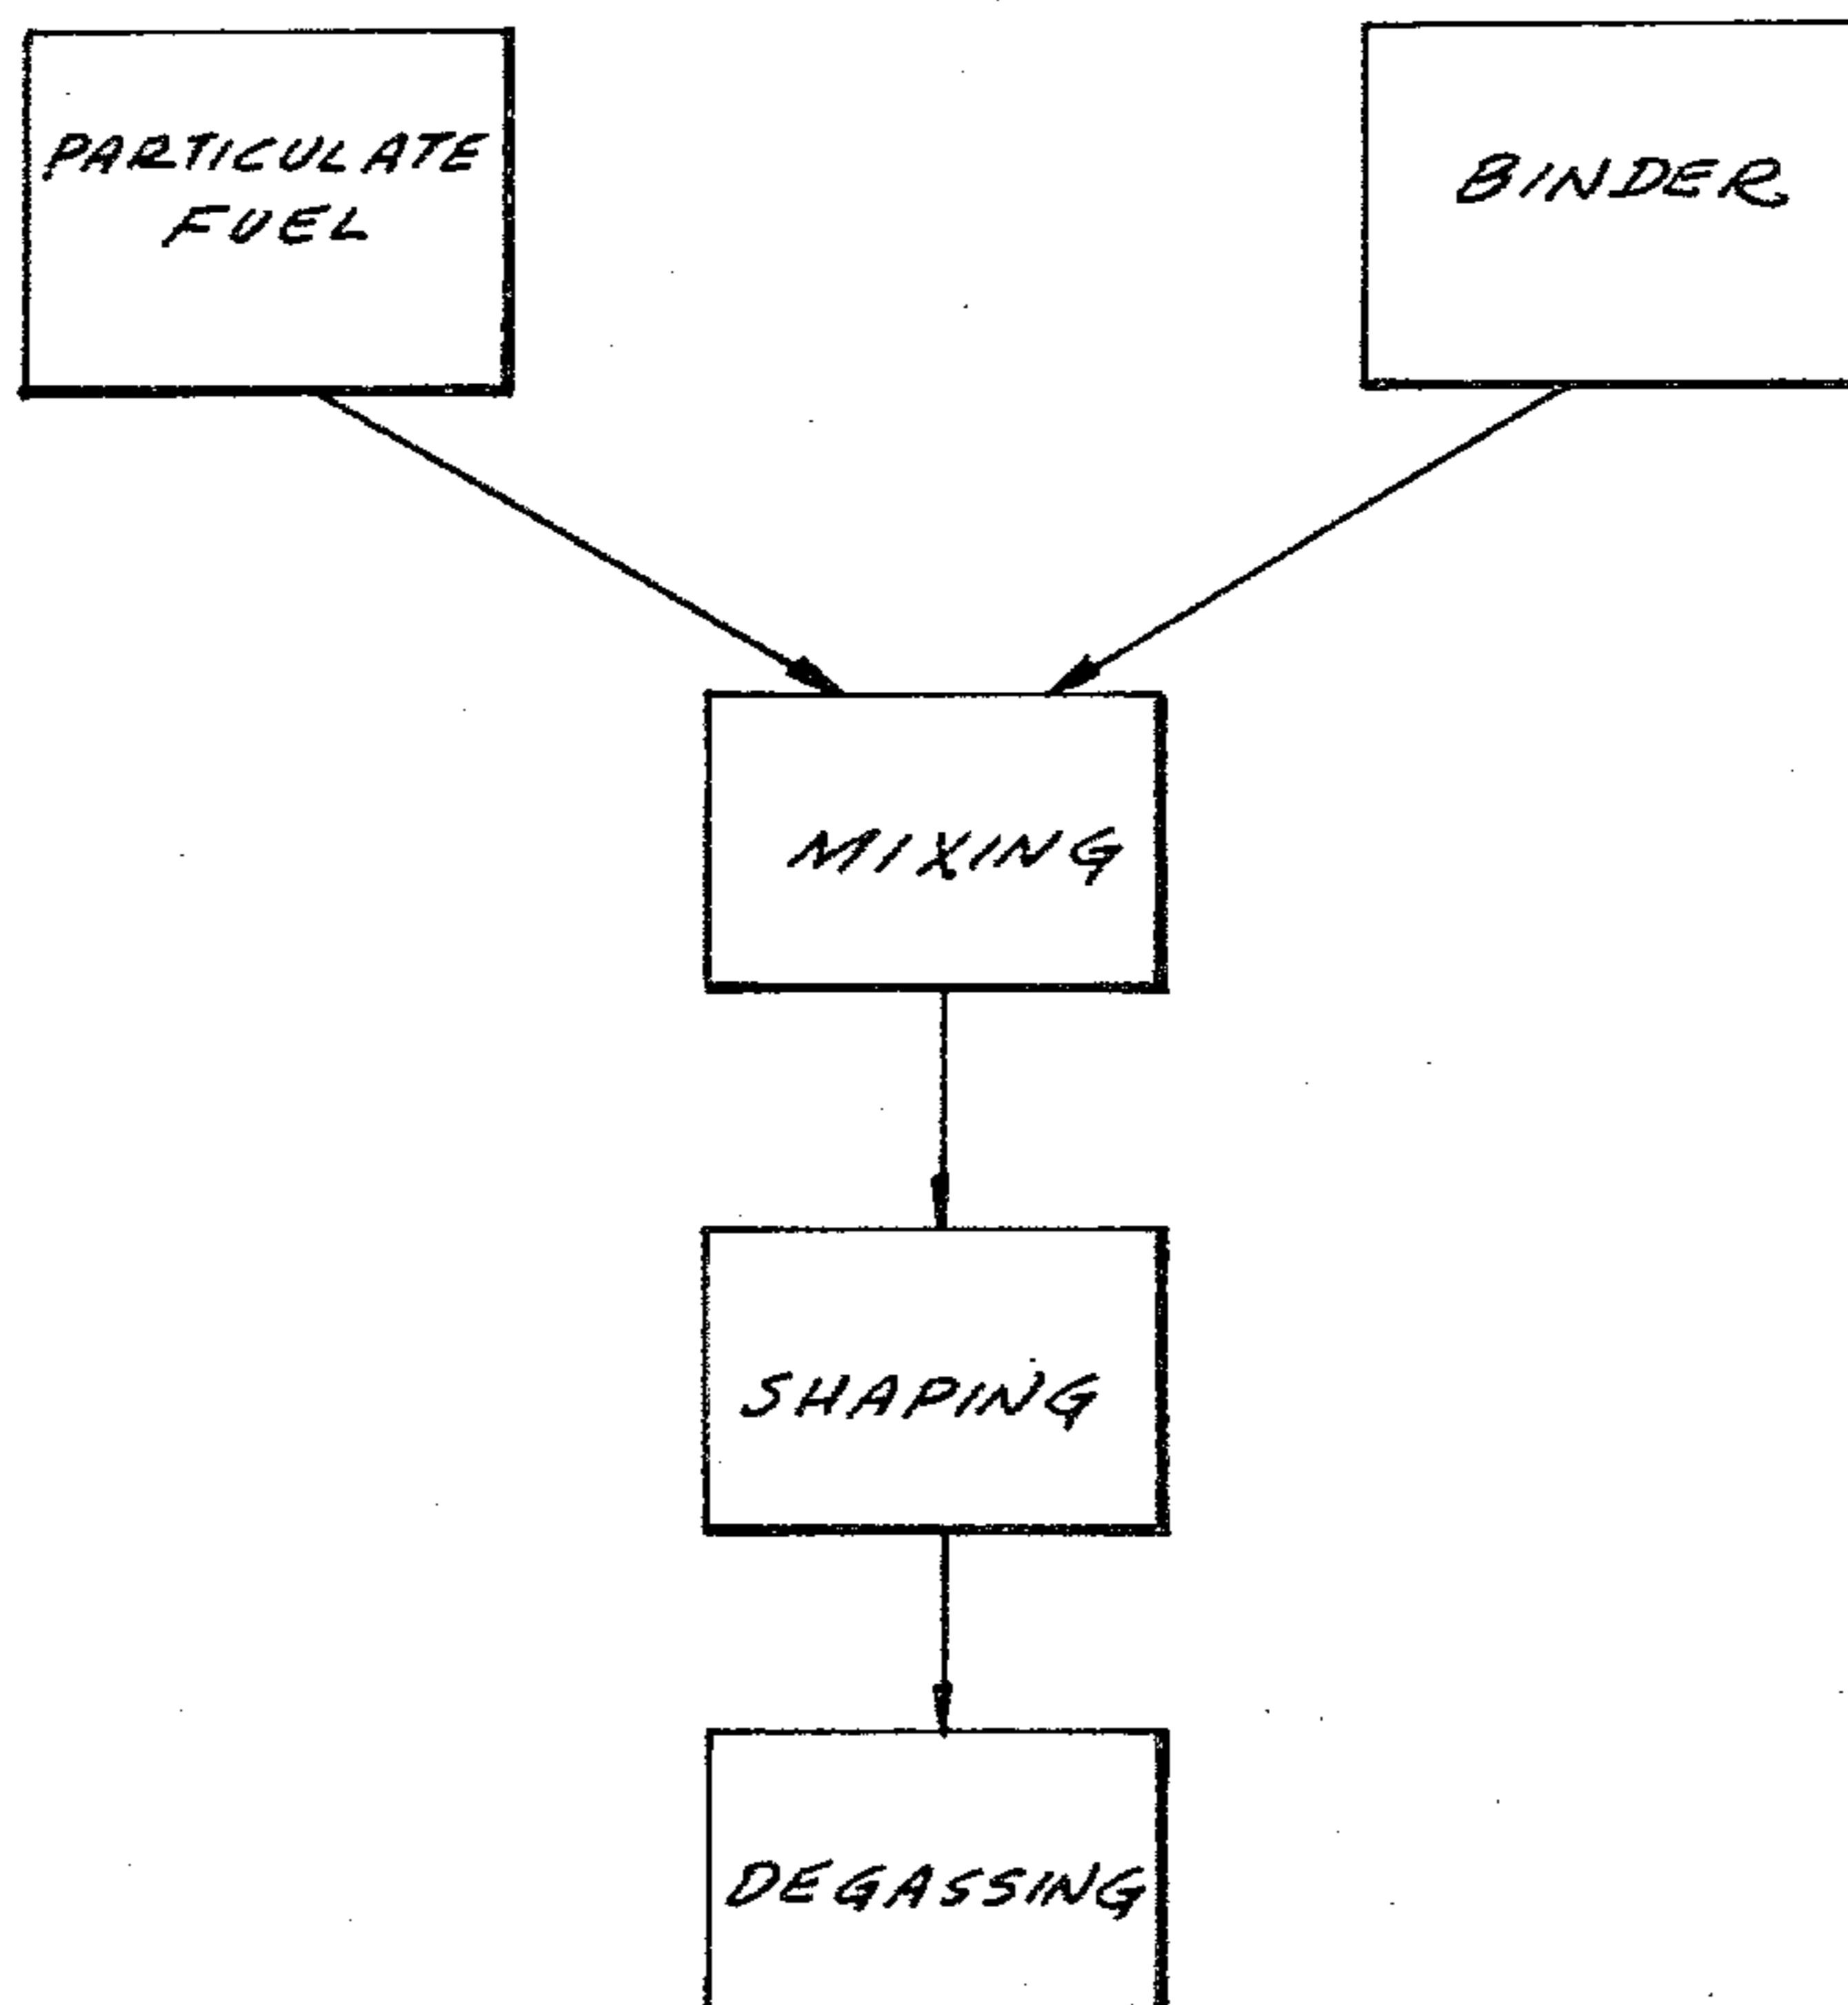 PARTICULATE
FUEL
BINDER
MIXING
SHAPING
DEGASSING